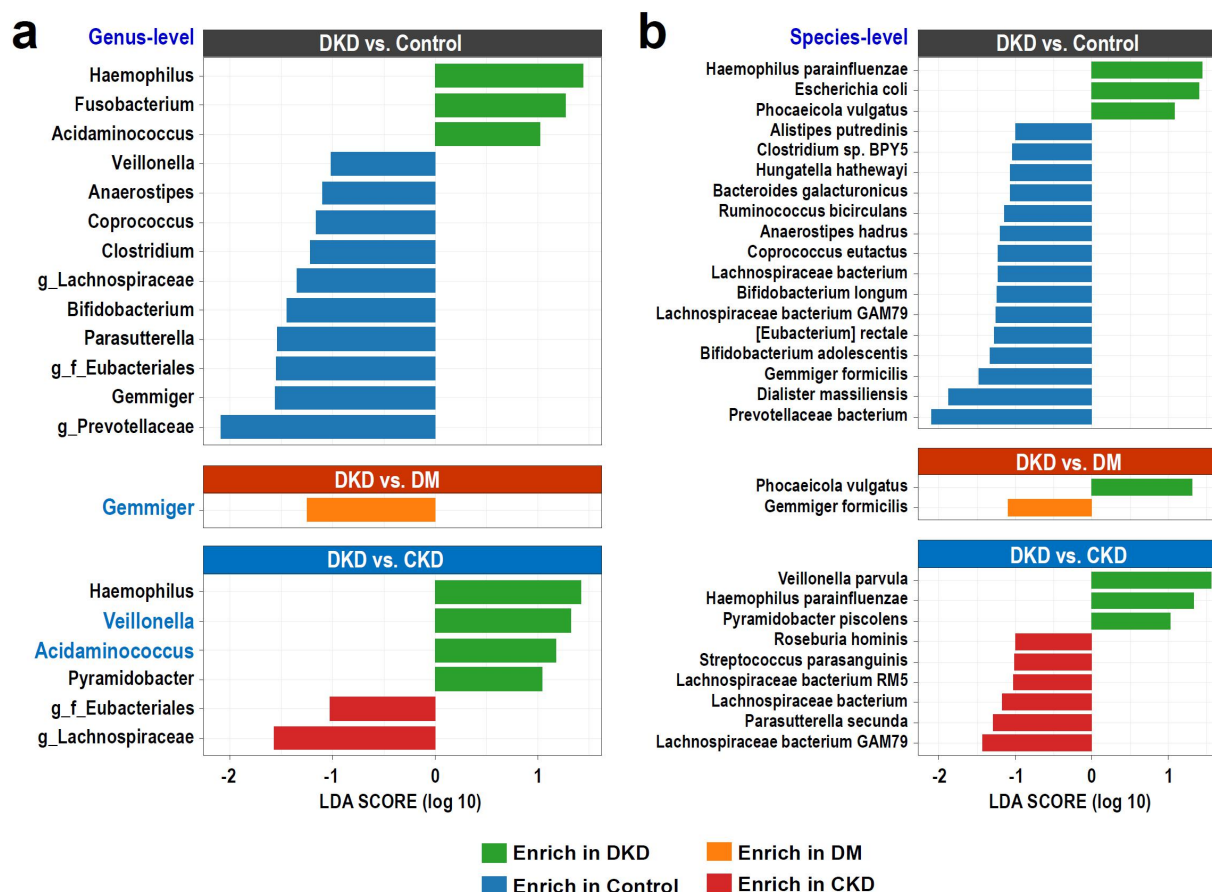 a
Genus-level
DKD vs. Control
Haemophilus
Fusobacterium
Acidaminococcus
Veillonella
Anaerostipes
Coprococcus
Clostridium
g_Lachnospiraceae
Bifidobacterium
Parasutterella
g_f_Eubacteriales
Gemmiger
g_Prevotellaceae
DKD vs. DM
Gemmiger
DKD vs. CKD
Haemophilus
Veillonella
Acidaminococcus
Pyramidobacter
g_f_Eubacteriales
g_Lachnospiraceae
-2 -1 0 1
LDA SCORE (log 10)
b
Species-level
DKD vs. Control
Haemophilus parainfluenzae
Escherichia coli
Phocaeicola vulgatus
Alistipes putredinis
Clostridium sp. BPY5
Hungatella hathewayi
Bacteroides galacturonicus
Ruminococcus bicirculans
Anaerostipes hadrus
Coprococcus eutactus
Lachnospiraceae bacterium
Bifidobacterium longum
Lachnospiraceae bacterium GAM79
[Eubacterium] rectale
Bifidobacterium adolescentis
Gemmiger formicilis
Dialister massiliensis
Prevotellaceae bacterium
DKD vs. DM
Phocaeicola vulgatus
Gemmiger formicilis
DKD vs. CKD
Veillonella parvula
Haemophilus parainfluenzae
Pyramidobacter piscolens
Roseburia hominis
Streptococcus parasanguinis
Lachnospiraceae bacterium RM5
Lachnospiraceae bacterium
Parasutterella secunda
Lachnospiraceae bacterium GAM79
-2 -1 0 1
LDA SCORE (log 10)
Enrich in DKD
Enrich in DM
Enrich in Control
Enrich in CKD